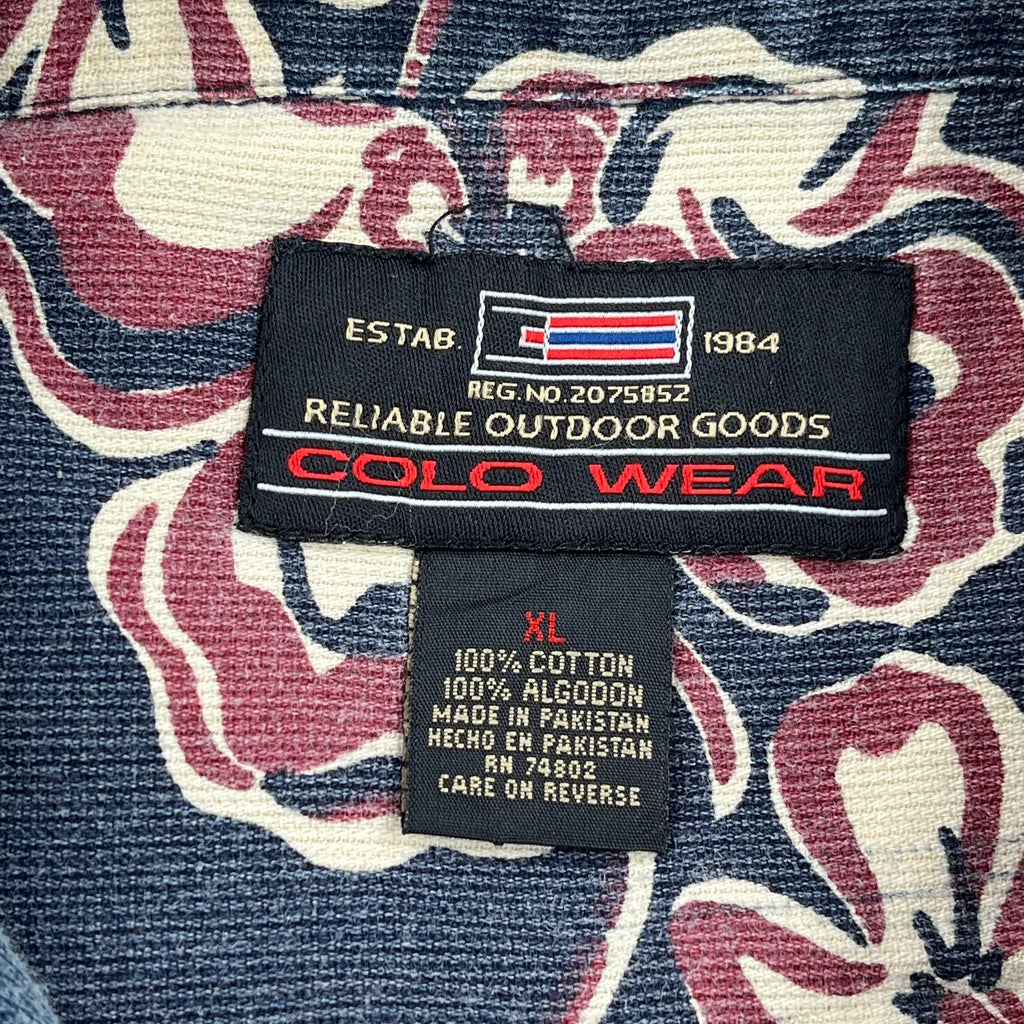 ESTAB. 1984
REG.NO.2075852
RELIABLE OUTDOOR GOODS
COLO WEAR
XL
100% COTTON
100% ALGODON
MADE IN PAKISTAN
HECHO EN PAKISTAN
RN 74802
CARE ON REVERSE